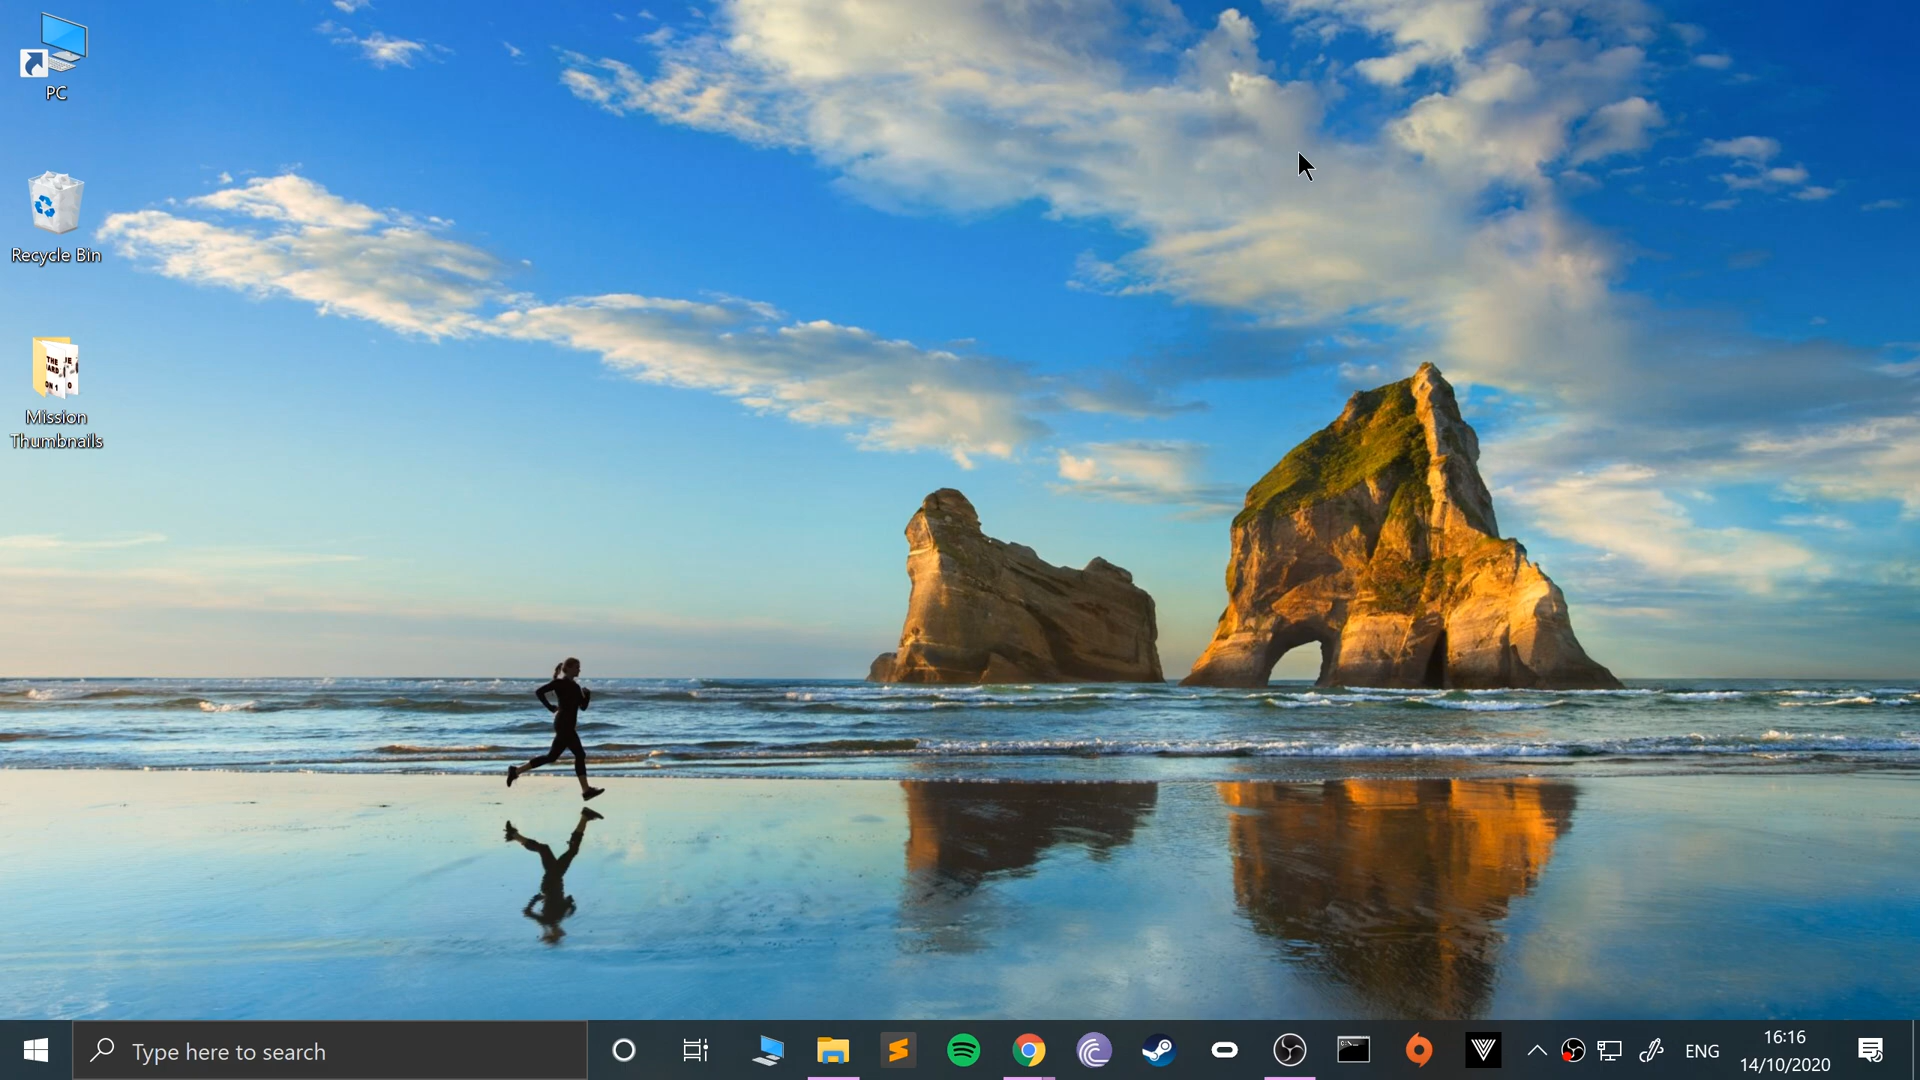 PC
Recycle Bin
Mission
Thumbnails
Type here to search
ENG
16:16
14/10/2020